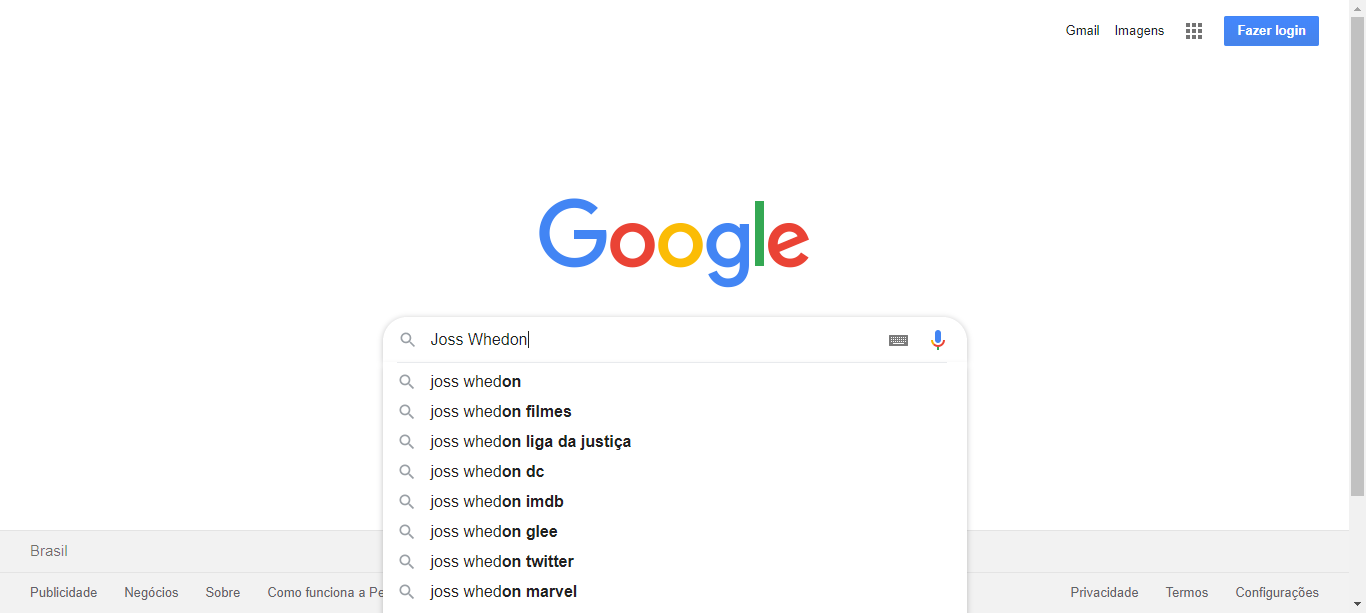 Gmail Imagens Fazer login
Google
Joss Whedon
joss whedon
joss whedon filmes
joss whedon liga da justiça
joss whedon dc
joss whedon imdb
joss whedon glee
joss whedon twitter
joss whedon marvel
Brasil
Publicidade Negócios Sobre Como funciona a Privacidade Termos Configurações